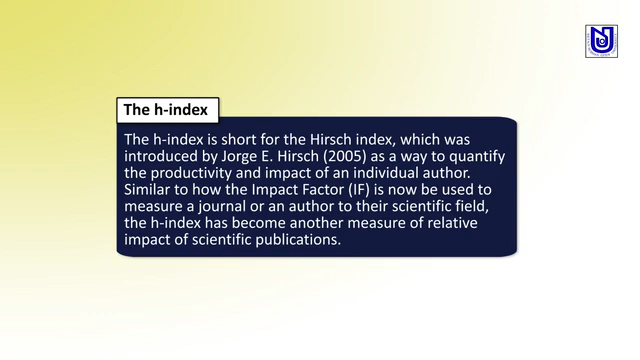 The h-index
The h-index is short for the Hirsch index, which was
introduced by Jorge E. Hirsch (2005) as a way to quantify
the productivity and impact of an individual author.
Similar to how the Impact Factor (IF) is now be used to
measure a journal or an author to their scientific field,
the h-index has become another measure of relative
impact of scientific publications.